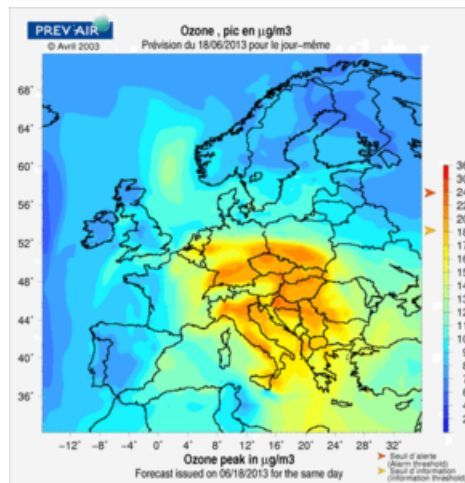 PREV'AIR
© Avril 2003
Ozone , pic en µg/m3
Prévision du 18/06/2013 pour le jour-même
68°
64°
60°
56°
52°
48°
44°
40°
36°
-12° -8° -4° 0° 4° 8° 12° 16° 20° 24° 28° 32°
Ozone peak in µg/m3
Forecast issued on 06/18/2013 for the same day
Seuil d'alerte
(Alarm threshold)
Seuil d'information
(Information threshold)